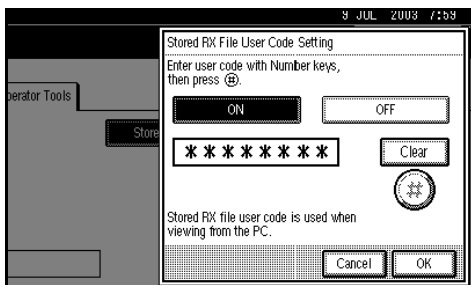 9 JUL 2003 7:59
Stored RX File User Code Setting
Enter user code with Number keys,
then press #.
perator Tools
ON OFF
Store
******** Clear
#
Stored RX file user code is used when
viewing from the PC.
Cancel OK